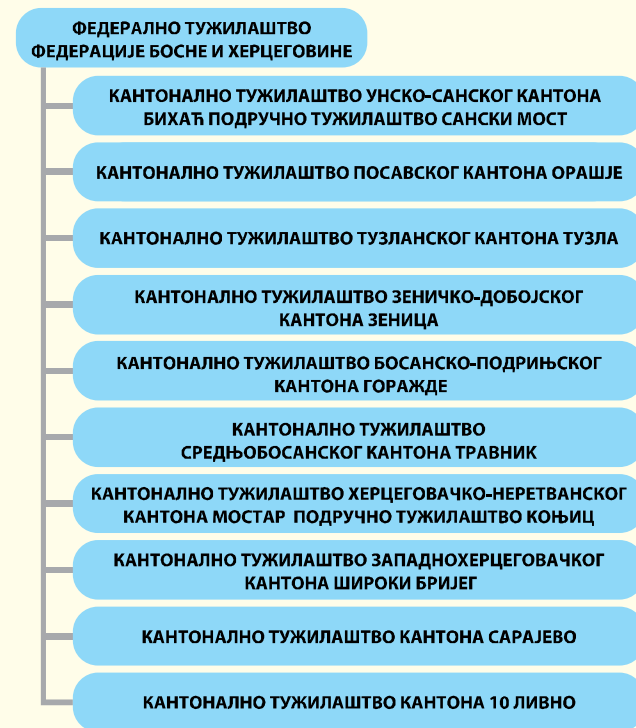 ФЕДЕРАЛНО ТУЖИЛАШТВО
ФЕДЕРАЦИЈЕ БОСНЕ И ХЕРЦЕГОВИНЕ
КАНТОНАЛНО ТУЖИЛАШТВО УНСКО-САНСКОГ КАНТОНА
БИХАЋ ПОДРУЧНО ТУЖИЛАШТВО САНСКИ МОСТ
КАНТОНАЛНО ТУЖИЛАШТВО ПОСАВСКОГ КАНТОНА ОРАШЈЕ
КАНТОНАЛНО ТУЖИЛАШТВО ТУЗЛАНСКОГ КАНТОНА ТУЗЛА
КАНТОНАЛНО ТУЖИЛАШТВО ЗЕНИЧКО-ДОБОЈСКОГ
КАНТОНА ЗЕНИЦА
КАНТОНАЛНО ТУЖИЛАШТВО БОСАНСКО-ПОДРИЊСКОГ
КАНТОНА ГОРАЖДЕ
КАНТОНАЛНО ТУЖИЛАШТВО
СРЕДЊОБОСАНСКОГ КАНТОНА ТРАВНИК
КАНТОНАЛНО ТУЖИЛАШТВО ХЕРЦЕГОВАЧКО-НЕРЕТВАНСКОГ
КАНТОНА МОСТАР ПОДРУЧНО ТУЖИЛАШТВО КОЊИЦ
КАНТОНАЛНО ТУЖИЛАШТВО ЗАПАДНОХЕРЦЕГОВАЧКОГ
КАНТОНА ШИРОКИ БРИЈЕГ
КАНТОНАЛНО ТУЖИЛАШТВО КАНТОНА САРАЈЕВО
КАНТОНАЛНО ТУЖИЛАШТВО КАНТОНА 10 ЛИВНО